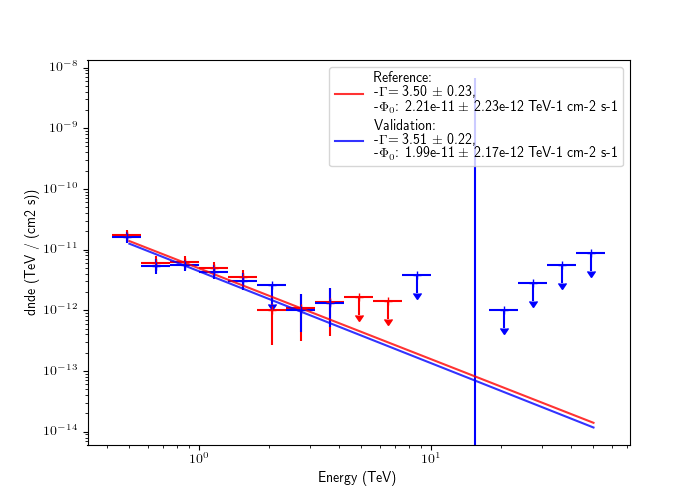 10⁻⁸
10⁻⁹
10⁻¹⁰
10⁻¹¹
10⁻¹²
10⁻¹³
10⁻¹⁴
dnde (TeV / (cm2 s))
Reference:
-Γ= 3.50 ± 0.23,
-Φ₀: 2.21e-11 ± 2.23e-12 TeV-1 cm-2 s-1
Validation:
-Γ= 3.51 ± 0.22,
-Φ₀: 1.99e-11 ± 2.17e-12 TeV-1 cm-2 s-1
10⁰ 10¹
Energy (TeV)